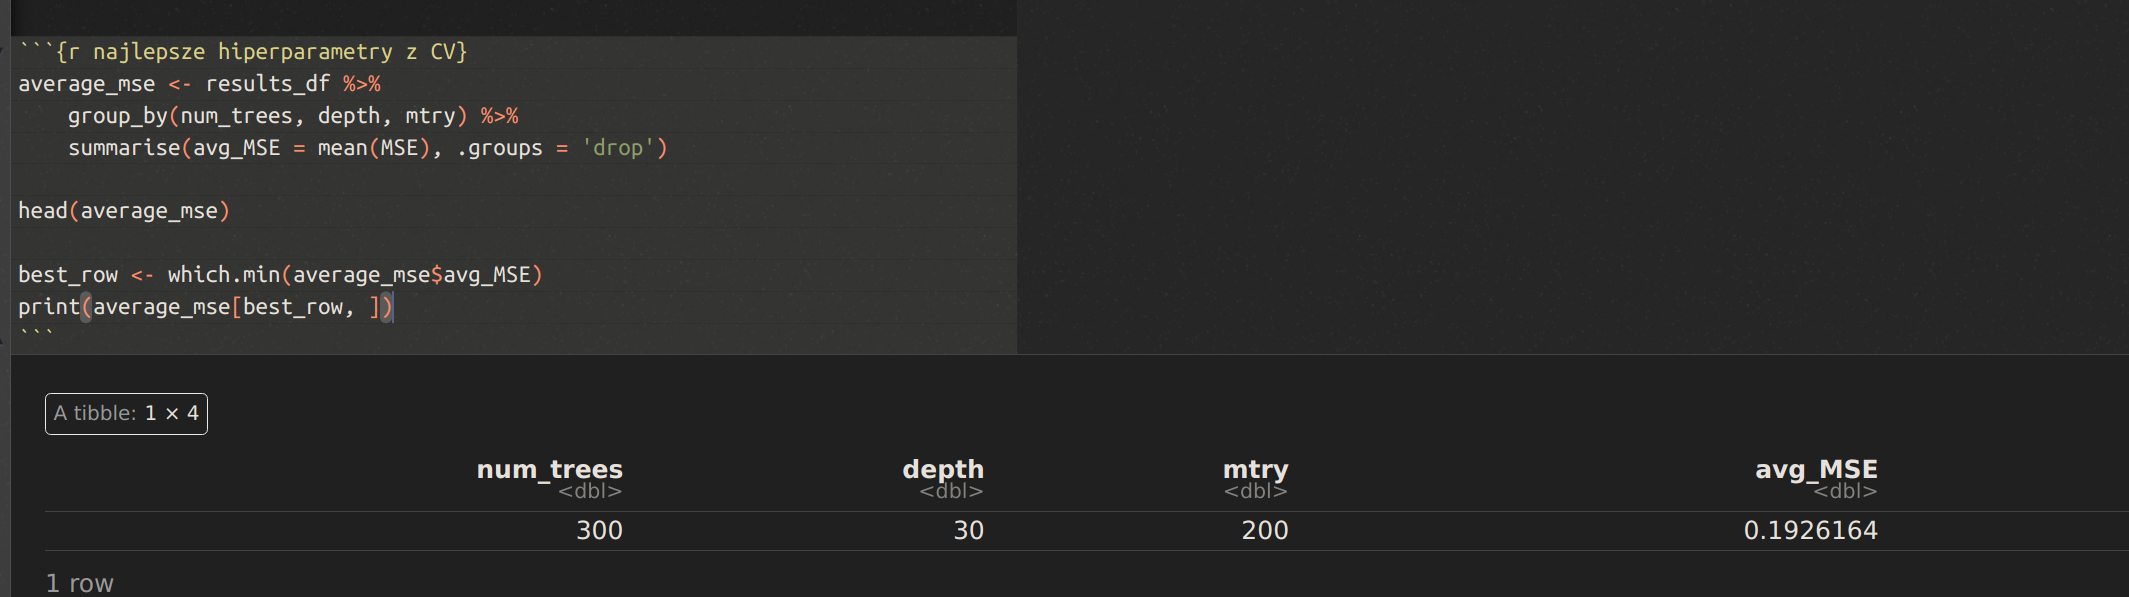 ```{r najlepsze hiperparametry z CV}
average_mse <- results_df %>%
    group_by(num_trees, depth, mtry) %>%
    summarise(avg_MSE = mean(MSE), .groups = 'drop')
head(average_mse)
best_row <- which.min(average_mse$avg_MSE)
print(average_mse[best_row, ])
```
A tibble: 1 × 4
num_trees depth mtry avg_MSE
<dbl> <dbl> <dbl> <dbl>
300 30 200 0.1926164
1 row